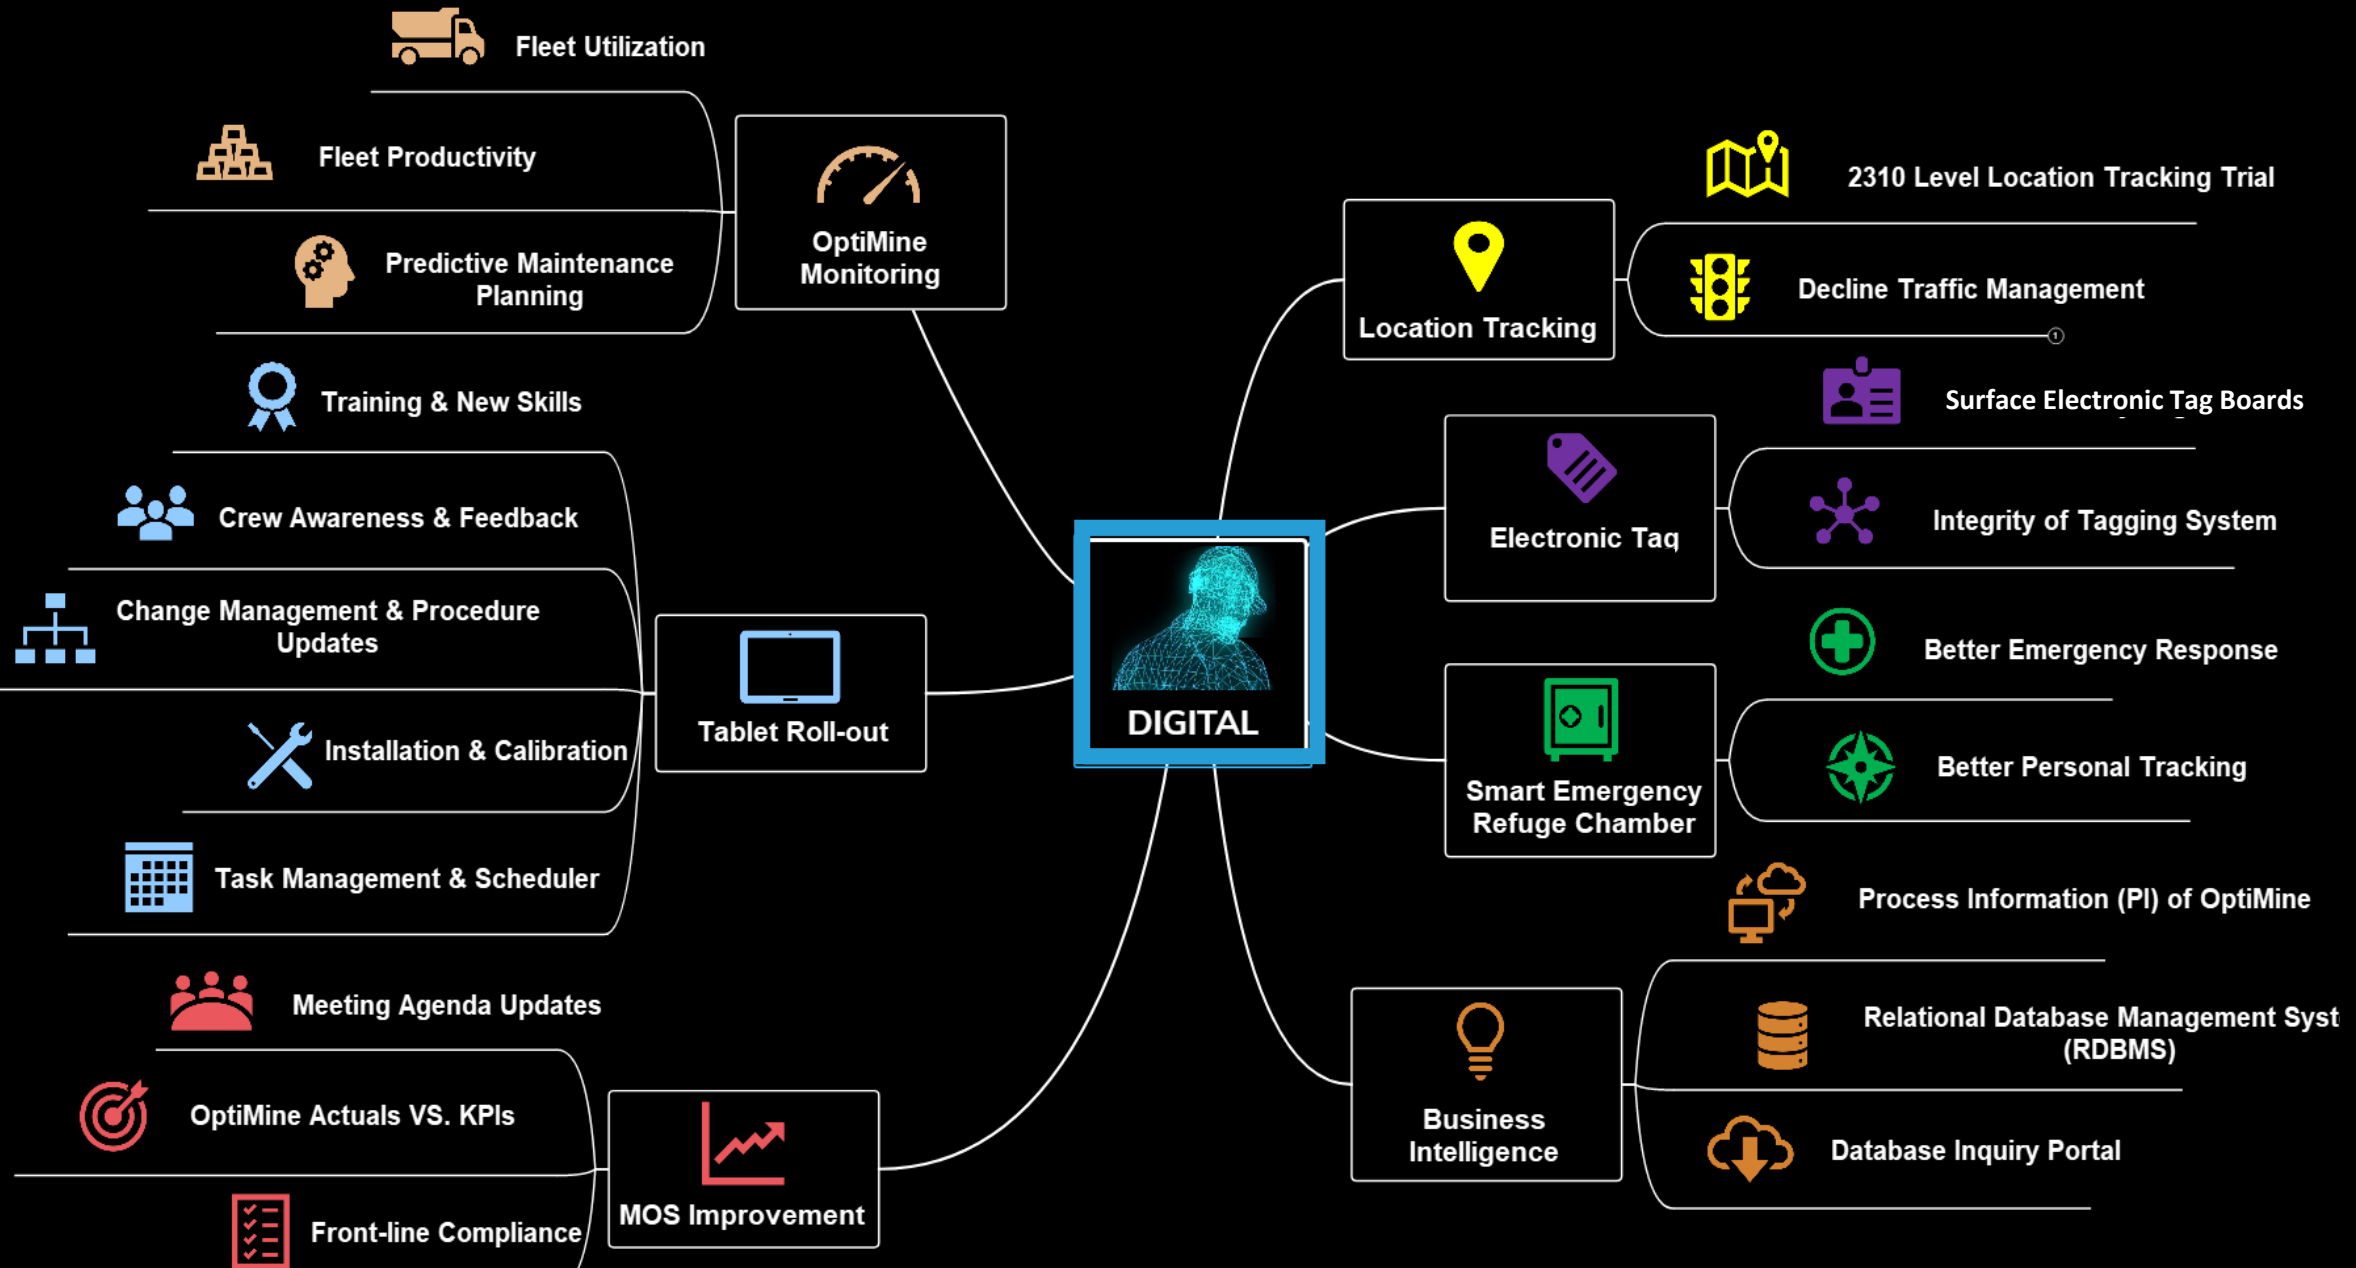 Fleet Utilization
Fleet Productivity
Predictive Maintenance
Planning
OptiMine
Monitoring
Training & New Skills
Crew Awareness & Feedback
Change Management & Procedure
Updates
Installation & Calibration
Task Management & Scheduler
Tablet Roll-out
Meeting Agenda Updates
OptiMine Actuals VS. KPIs
Front-line Compliance
MOS Improvement
DIGITAL
Location Tracking
2310 Level Location Tracking Trial
Decline Traffic Management
1
Electronic Tag
Surface Electronic Tag Boards
Integrity of Tagging System
Smart Emergency
Refuge Chamber
Better Emergency Response
Better Personal Tracking
Business
Intelligence
Process Information (PI) of OptiMine
Relational Database Management Syst
(RDBMS)
Database Inquiry Portal